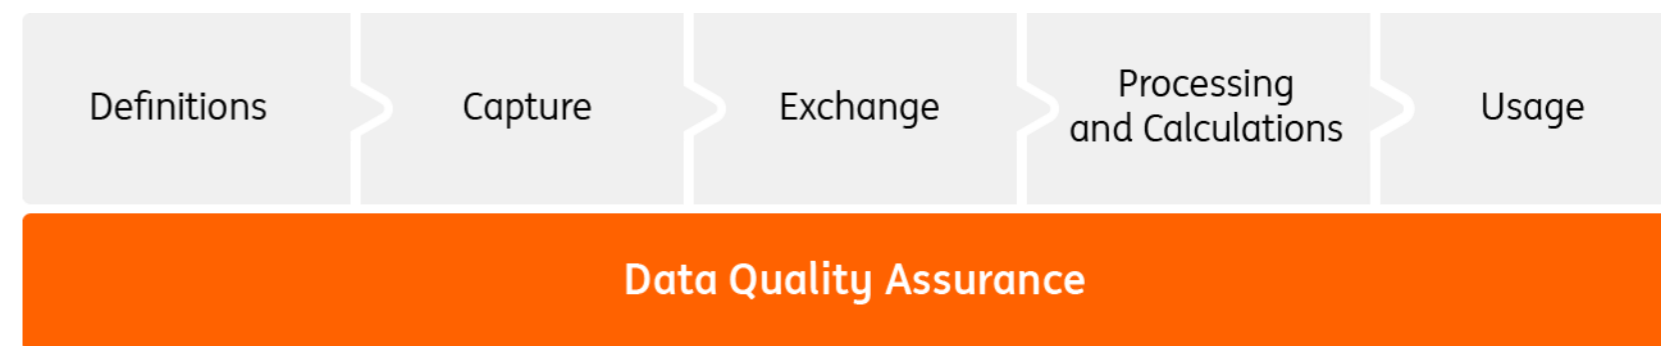 Definitions
Capture
Exchange
Processing
and Calculations
Usage
Data Quality Assurance